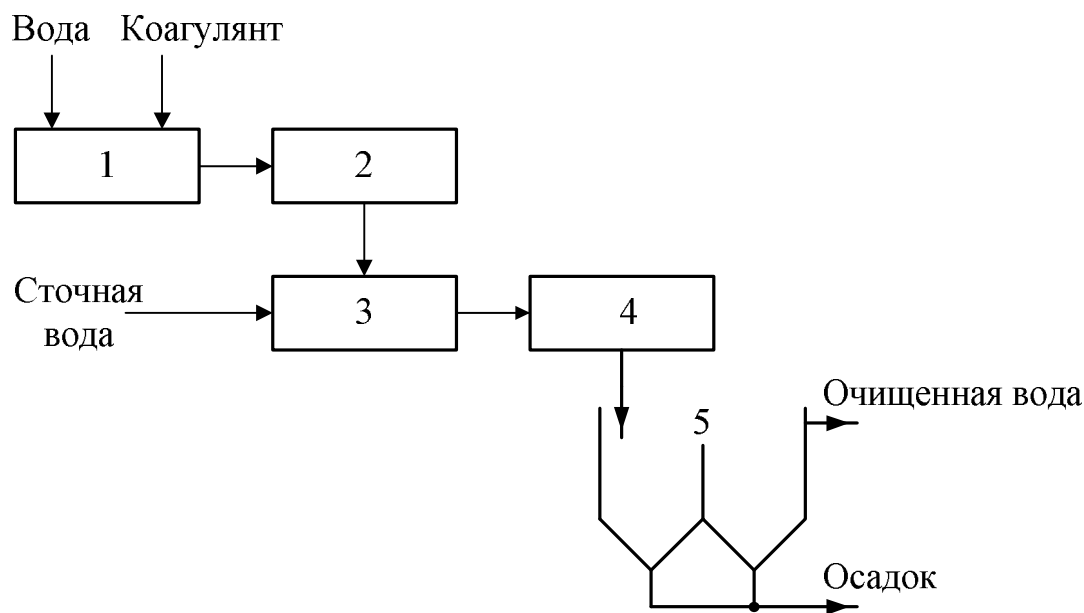 Вода Коагулянт
1 2
Сточная
вода
3 4
5
Очищенная вода
Осадок